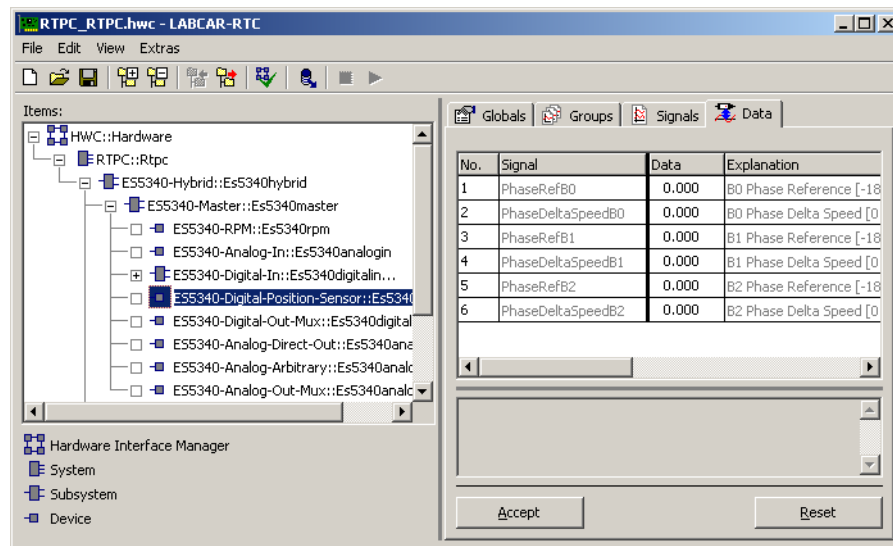 RTPC_RTPC.hwc - LABCAR-RTC
File Edit View Extras
Items:
HWC::Hardware
RTPC::Rtpc
ES5340-Hybrid::Es5340hybrid
ES5340-Master::Es5340master
ES5340-RPM::Es5340rpm
ES5340-Analog-In::Es5340analogin
ES5340-Digital-In::Es5340digitalin...
ES5340-Digital-Position-Sensor::Es5340
ES5340-Digital-Out-Mux::Es5340digital
ES5340-Analog-Direct-Out::Es5340ana
ES5340-Analog-Arbitrary::Es5340analo
ES5340-Analog-Out-Mux::Es5340analo
Hardware Interface Manager
System
Subsystem
Device
Globals Groups Signals Data
No. Signal Data Explanation
1 PhaseRefB0 0.000 B0 Phase Reference [-18
2 PhaseDeltaSpeedB0 0.000 B0 Phase Delta Speed [0
3 PhaseRefB1 0.000 B1 Phase Reference [-18
4 PhaseDeltaSpeedB1 0.000 B1 Phase Delta Speed [0
5 PhaseRefB2 0.000 B2 Phase Reference [-18
6 PhaseDeltaSpeedB2 0.000 B2 Phase Delta Speed [0
Accept Reset